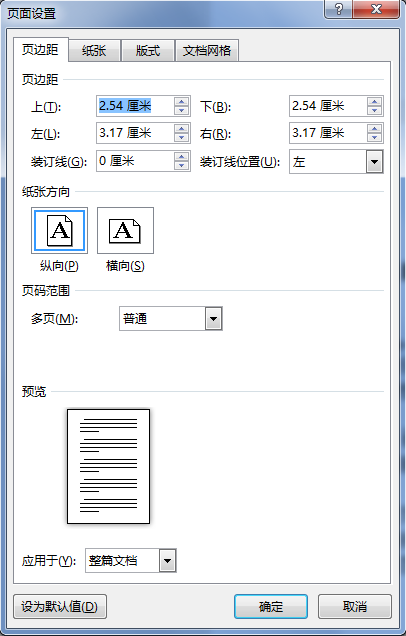 页面设置
页边距 纸张 版式 文档网格
页边距
上(T): 2.54 厘米 下(B): 2.54 厘米
左(L): 3.17 厘米 右(R): 3.17 厘米
装订线(G): 0 厘米 装订线位置(U): 左
纸张方向
A A
纵向(P) 横向(S)
页码范围
多页(M): 普通
预览
应用于(Y): 整篇文档
设为默认值(D) 确定 取消